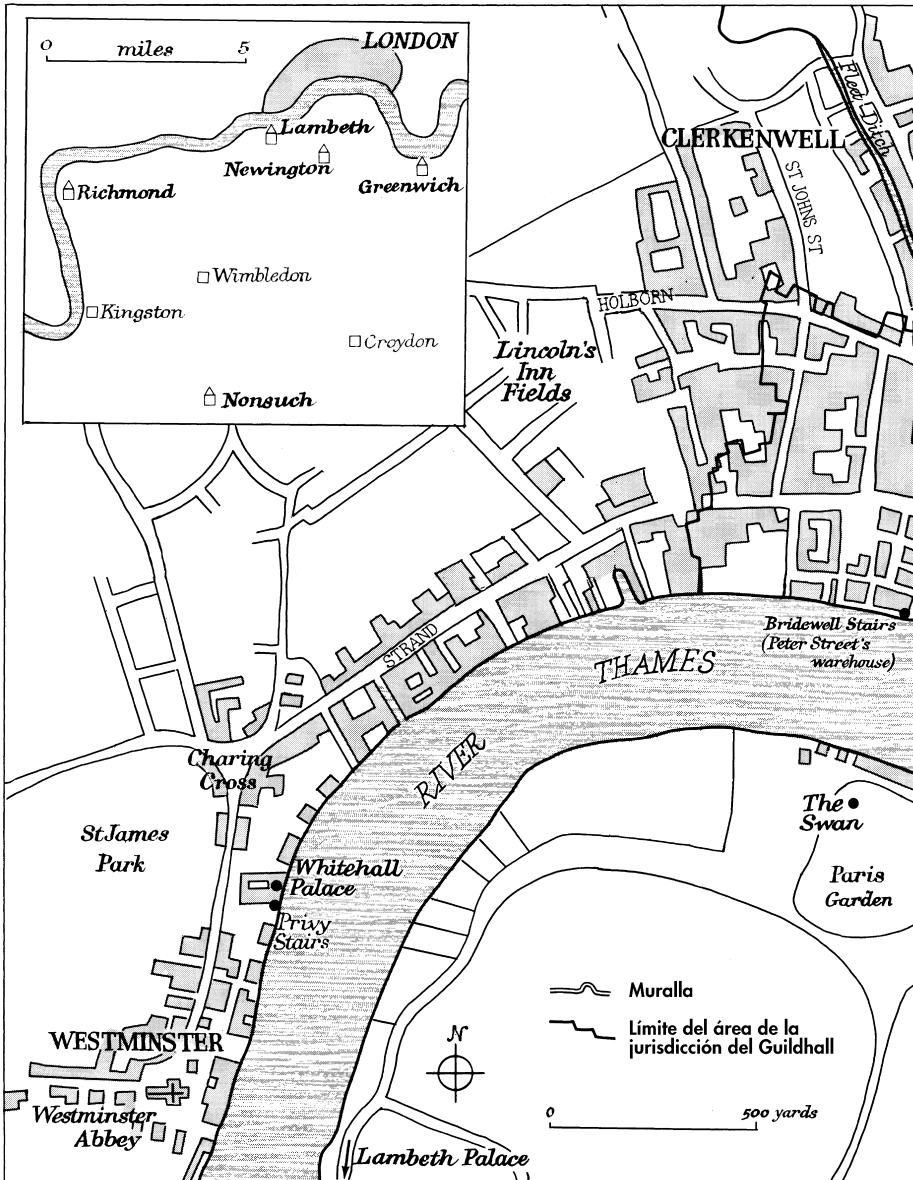 0 miles 5
LONDON
Lambeth
Newington
Greenwich
Richmond
Wimbledon
Kingston
Croydon
Nonsuch
Fleet Ditch
CLERKENWELL
ST JOHNS ST
HOLBORN
Lincoln's
Inn
Fields
STRAND
Bridewell Stairs
(Peter Street's
warehouse)
RIVER THAMES
Charing
Cross
St James
Park
The
Swan
Paris
Garden
Whitehall
Palace
Privy
Stairs
Muralla
Límite del área de la
jurisdicción del Guildhall
WESTMINSTER
N
Westminster
Abbey
0 500 yards
Lambeth Palace